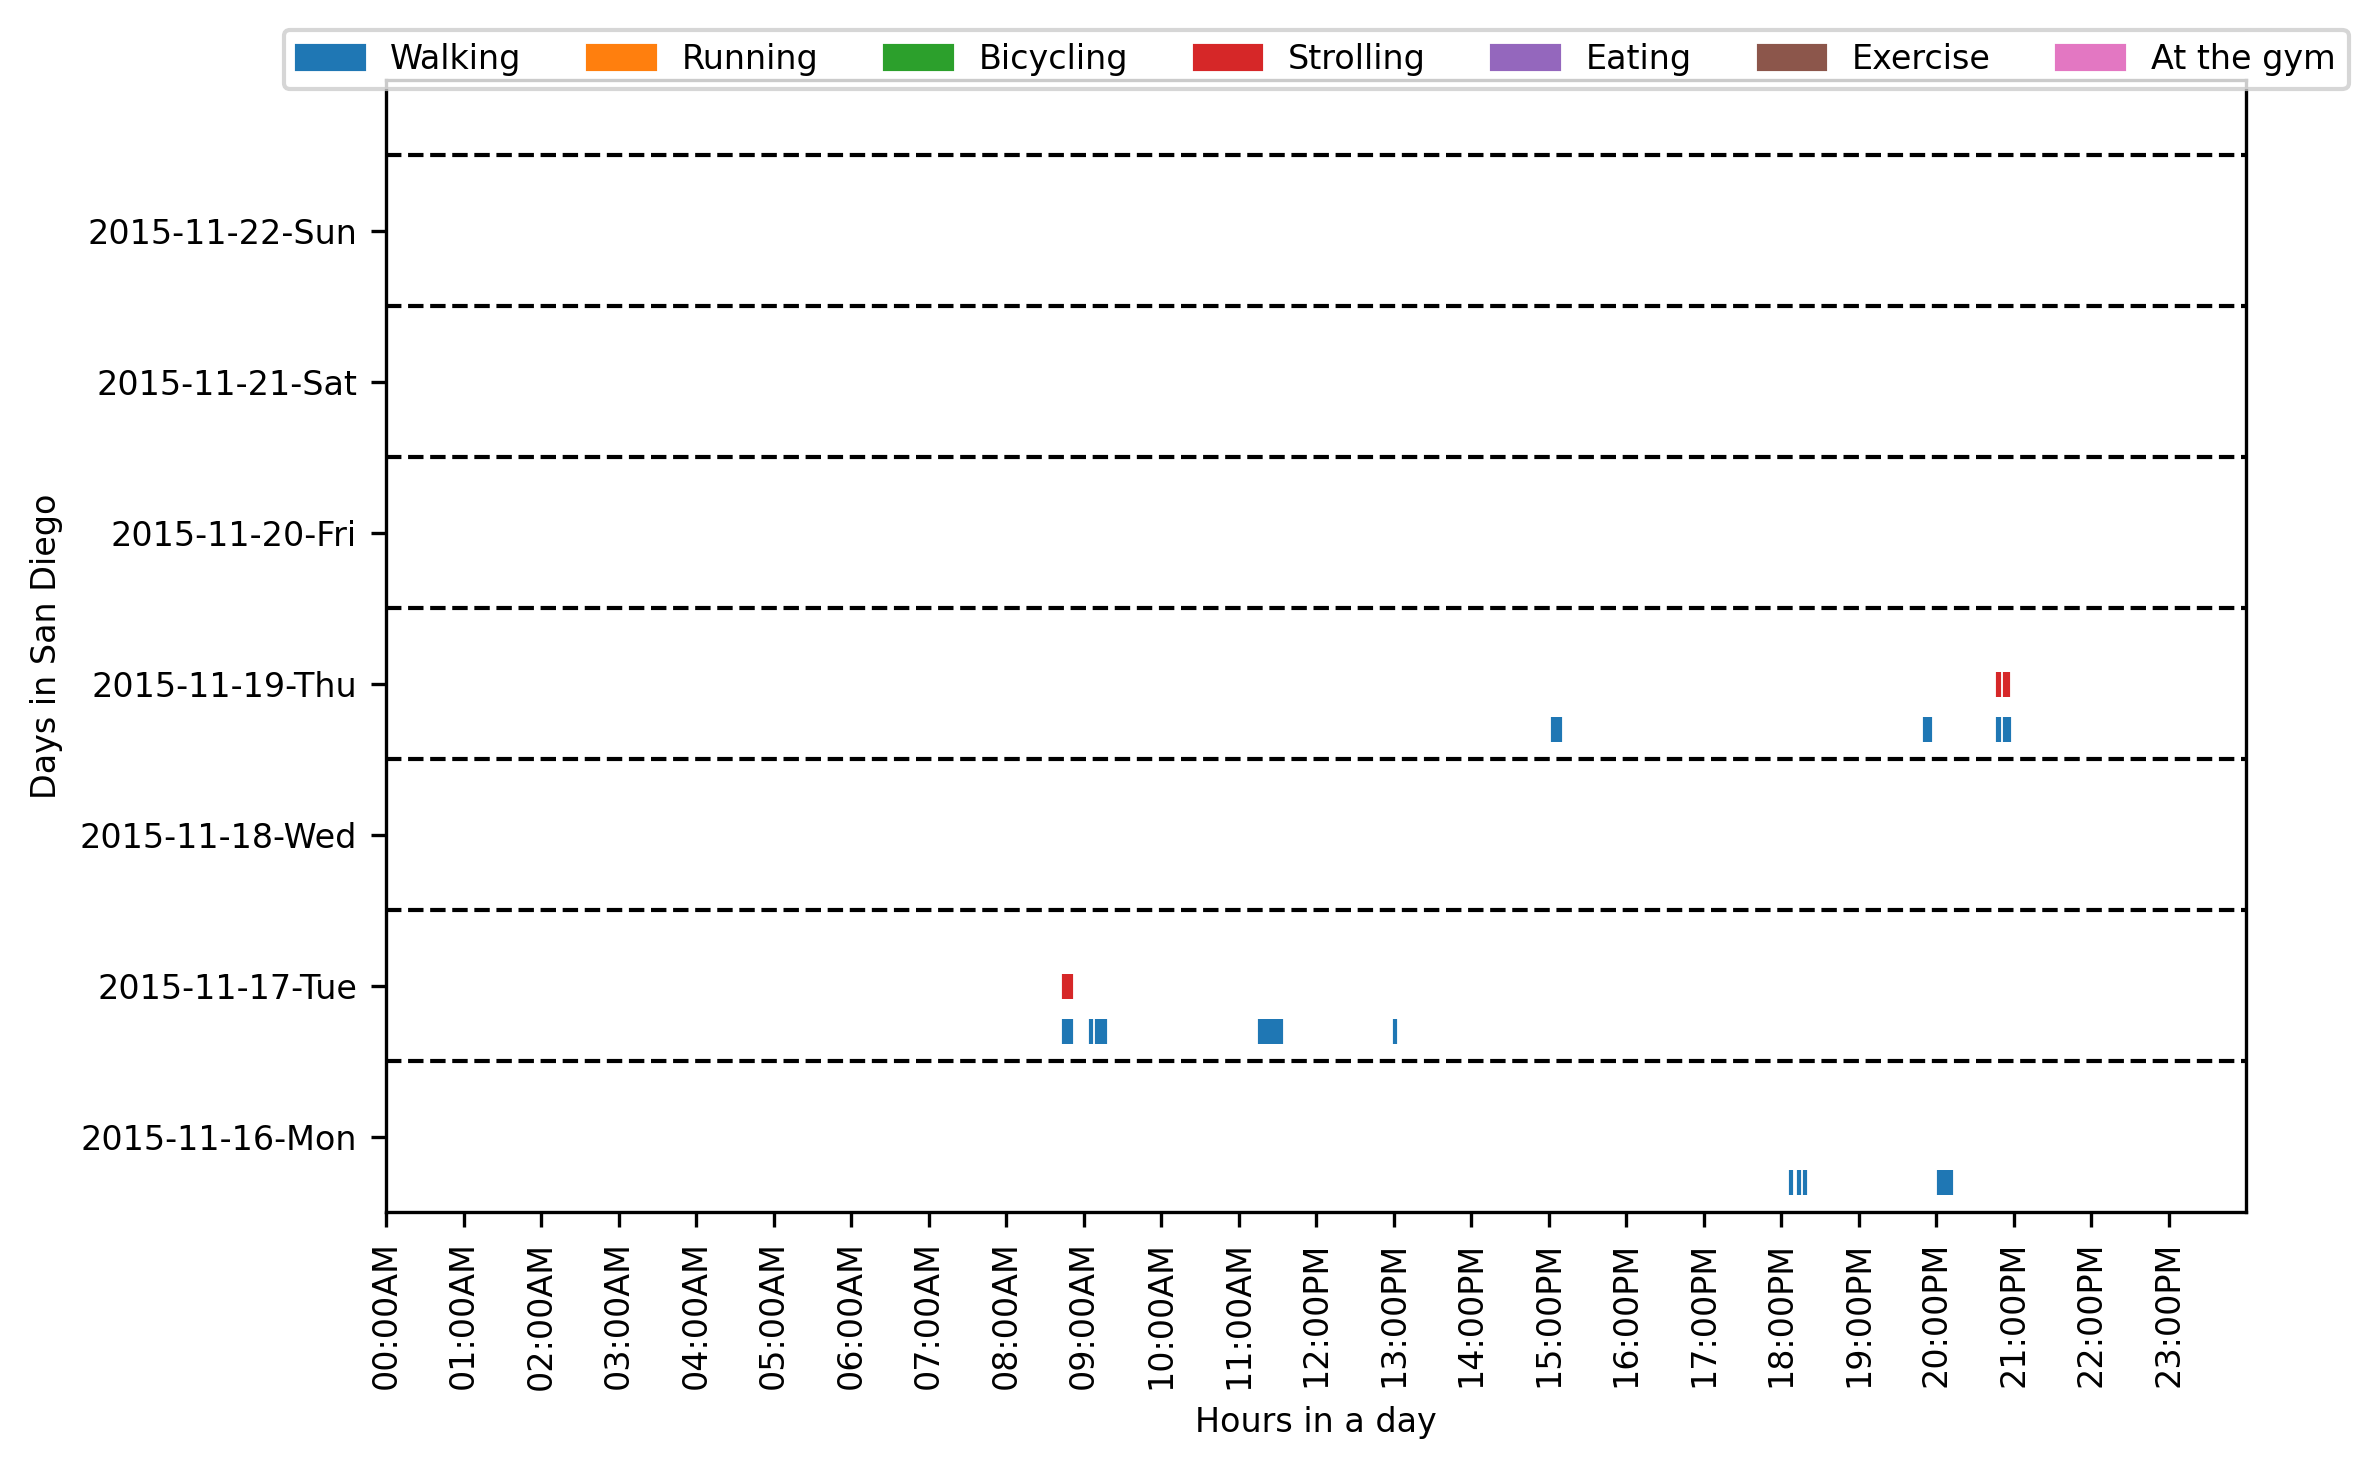 Walking Running Bicycling Strolling Eating Exercise At the gym
2015-11-22-Sun
2015-11-21-Sat
2015-11-20-Fri
2015-11-19-Thu
2015-11-18-Wed
2015-11-17-Tue
2015-11-16-Mon
Days in San Diego
00:00AM
01:00AM
02:00AM
03:00AM
04:00AM
05:00AM
06:00AM
07:00AM
08:00AM
09:00AM
10:00AM
11:00AM
12:00PM
13:00PM
14:00PM
15:00PM
16:00PM
17:00PM
18:00PM
19:00PM
20:00PM
21:00PM
22:00PM
23:00PM
Hours in a day